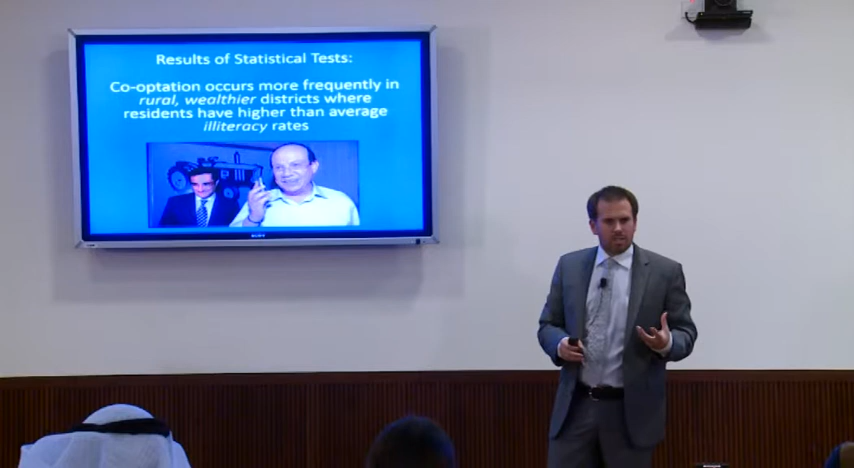 Results of Statistical Tests:
Co-optation occurs more frequently in
rural, wealthier districts where
residents have higher than average
illiteracy rates
SONY